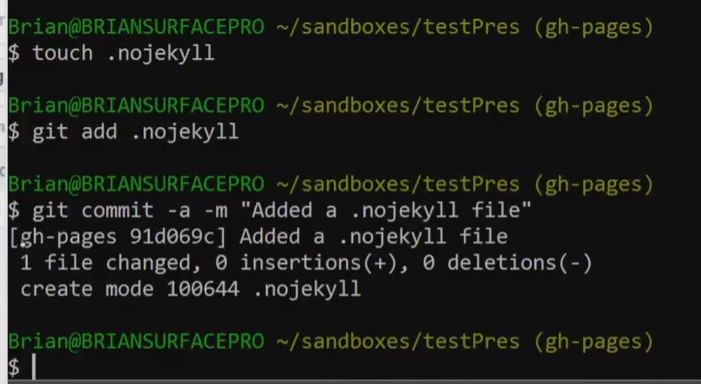 Brian@BRIANSURFACEPRO ~/sandboxes/testPres (gh-pages)
$ touch .nojekyll
Brian@BRIANSURFACEPRO ~/sandboxes/testPres (gh-pages)
$ git add .nojekyll
Brian@BRIANSURFACEPRO ~/sandboxes/testPres (gh-pages)
$ git commit -a -m "Added a .nojekyll file"
[gh-pages 91d069c] Added a .nojekyll file
1 file changed, 0 insertions(+), 0 deletions(-)
create mode 100644 .nojekyll
Brian@BRIANSURFACEPRO ~/sandboxes/testPres (gh-pages)
$